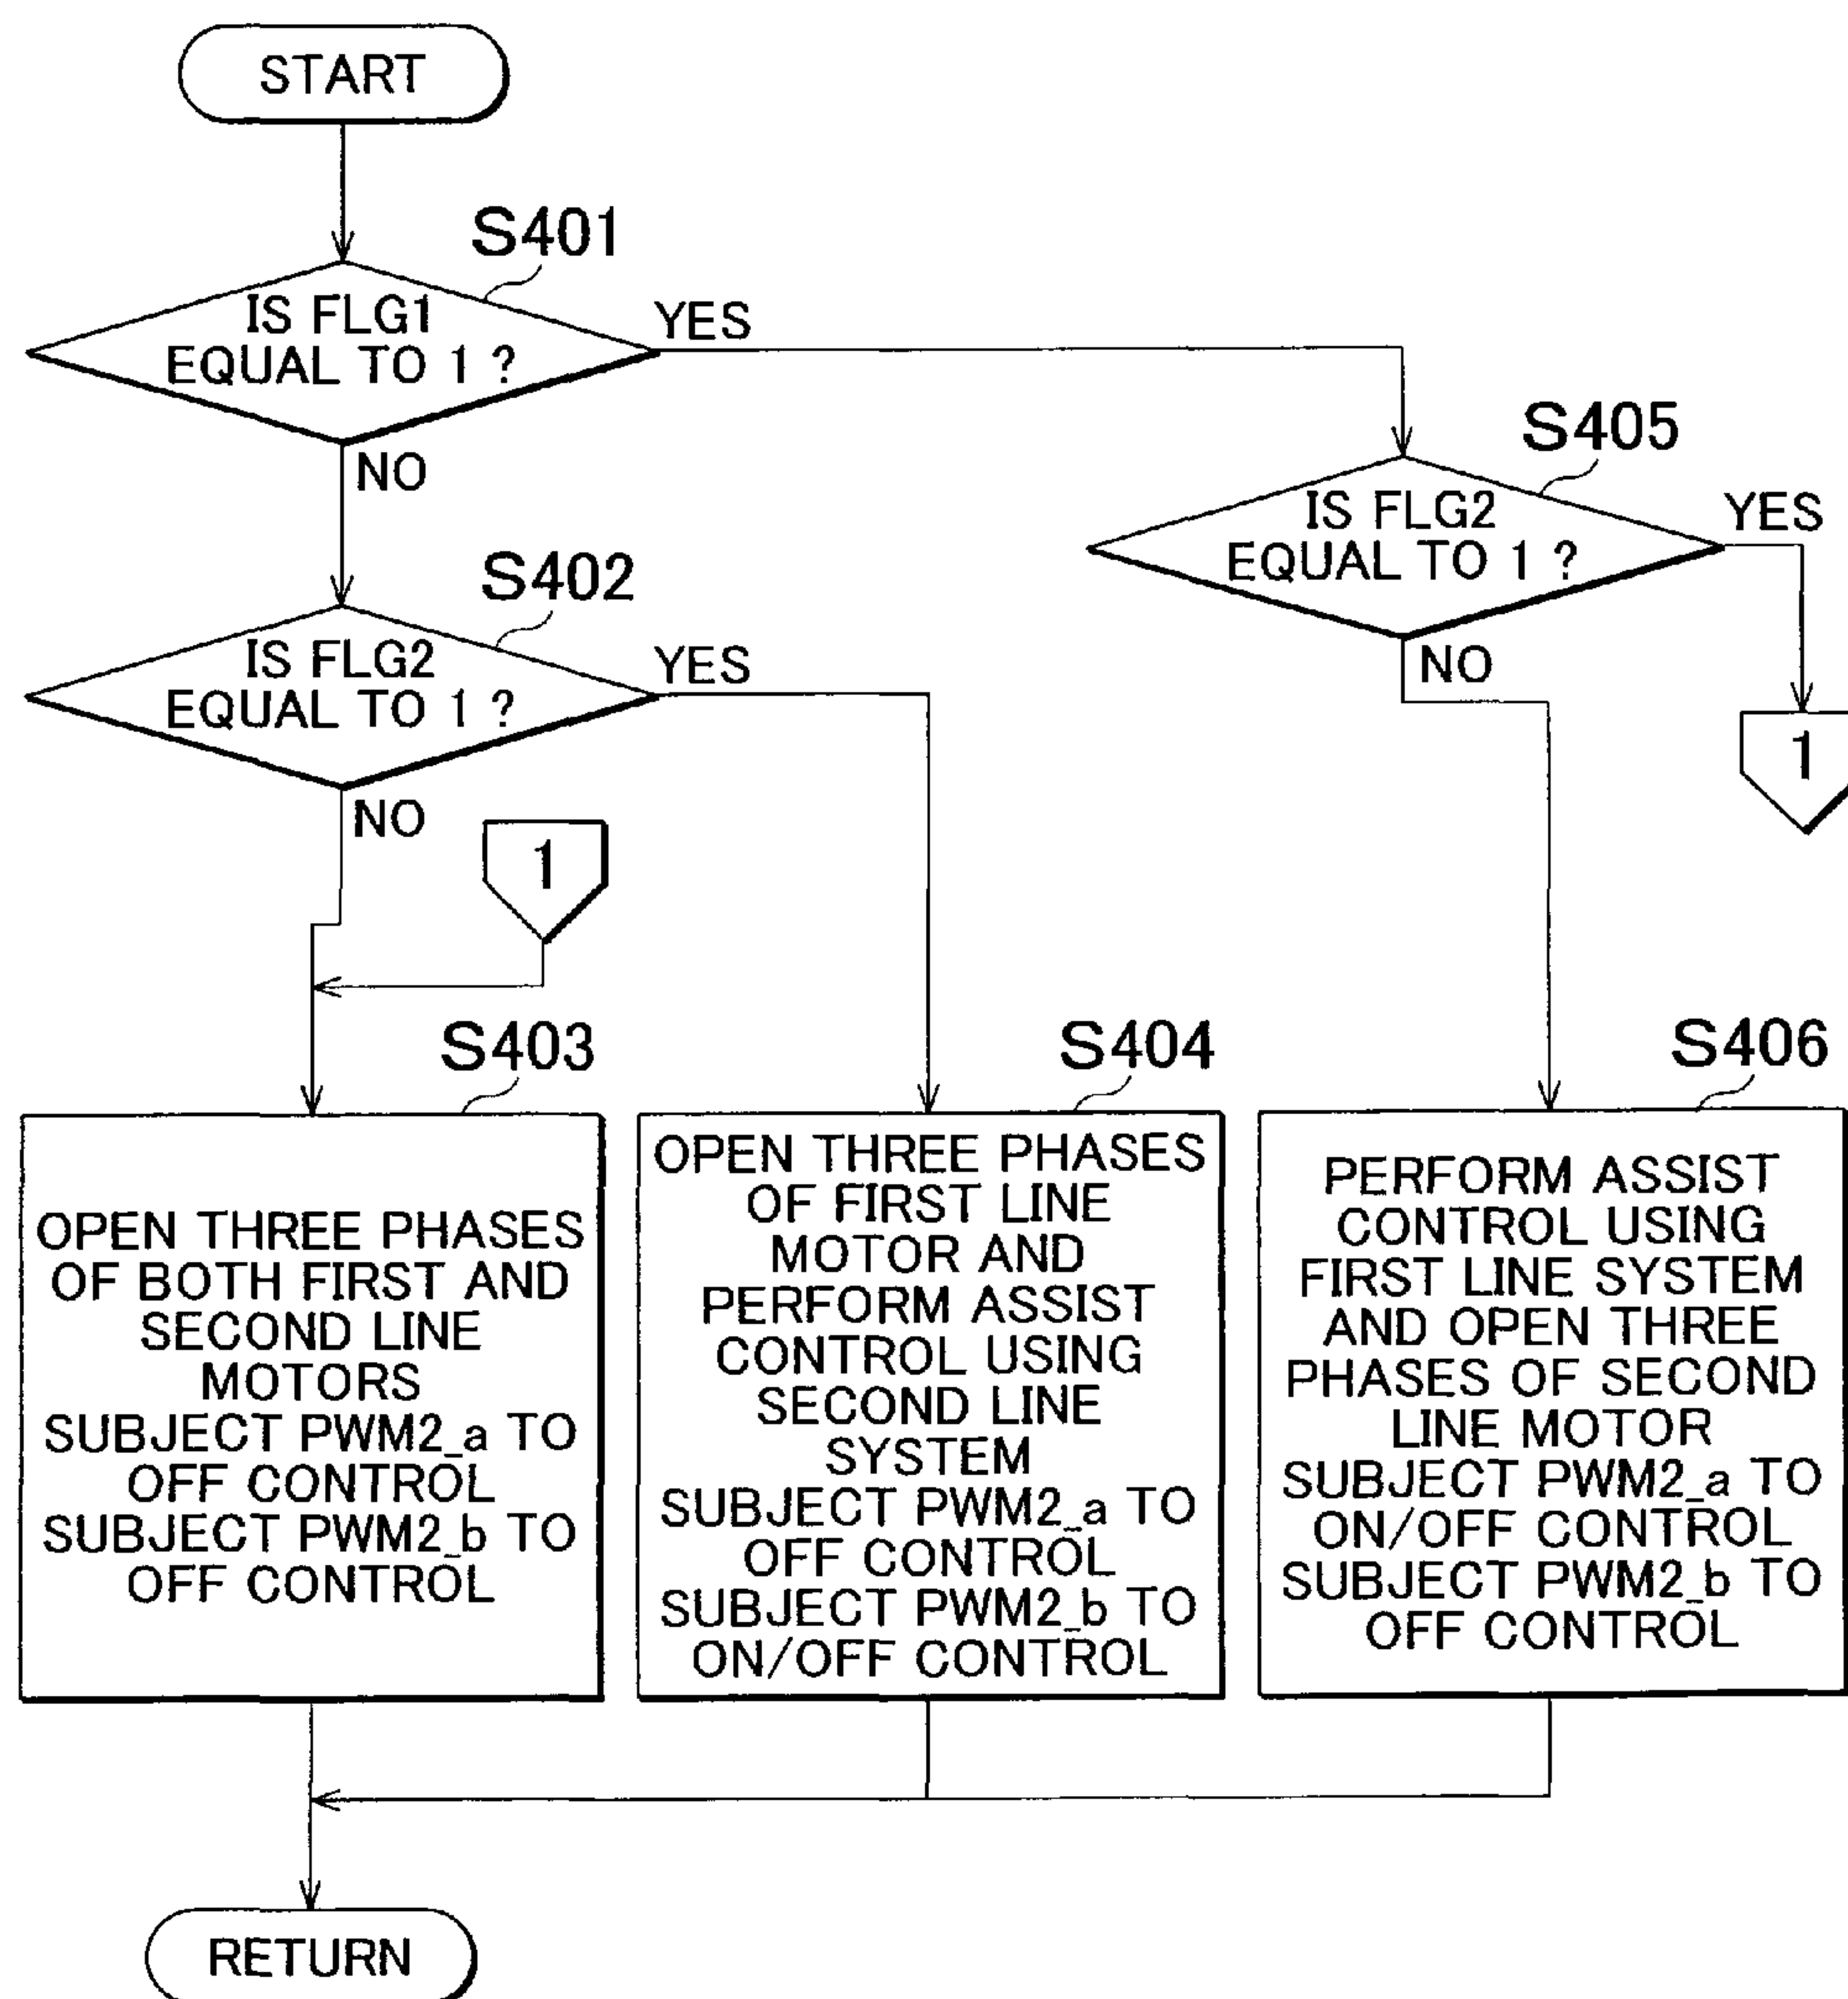 START
S401
IS FLG1
EQUAL TO 1 ?
YES
NO
S405
IS FLG2
EQUAL TO 1 ?
YES
NO
1
S402
IS FLG2
EQUAL TO 1 ?
YES
NO
1
S403
OPEN THREE PHASES
OF BOTH FIRST AND
SECOND LINE
MOTORS
SUBJECT PWM2_a TO
OFF CONTROL
SUBJECT PWM2_b TO
OFF CONTROL
S404
OPEN THREE PHASES
OF FIRST LINE
MOTOR AND
PERFORM ASSIST
CONTROL USING
SECOND LINE
SYSTEM
SUBJECT PWM2_a TO
OFF CONTROL
SUBJECT PWM2_b TO
ON/OFF CONTROL
S406
PERFORM ASSIST
CONTROL USING
FIRST LINE SYSTEM
AND OPEN THREE
PHASES OF SECOND
LINE MOTOR
SUBJECT PWM2_a TO
ON/OFF CONTROL
SUBJECT PWM2_b TO
OFF CONTROL
RETURN